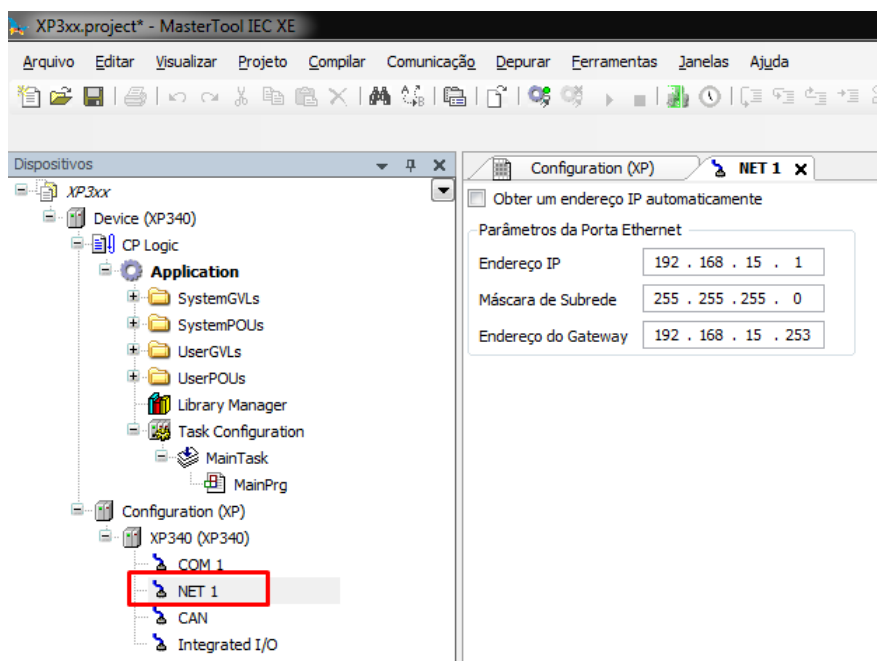 XP3xx.project* - MasterTool IEC XE
Arquivo Editar Visualizar Projeto Compilar Comunicação Depurar Ferramentas Janelas Ajuda
Dispositivos
XP3xx
Device (XP340)
CP Logic
Application
SystemGVLs
SystemPOUs
UserGVLs
UserPOUs
Library Manager
Task Configuration
MainTask
MainPrg
Configuration (XP)
XP340 (XP340)
COM 1
NET 1
CAN
Integrated I/O
Configuration (XP) NET 1
Obter um endereço IP automaticamente
Parâmetros da Porta Ethernet
Endereço IP 192 . 168 . 15 . 1
Máscara de Subrede 255 . 255 . 255 . 0
Endereço do Gateway 192 . 168 . 15 . 253